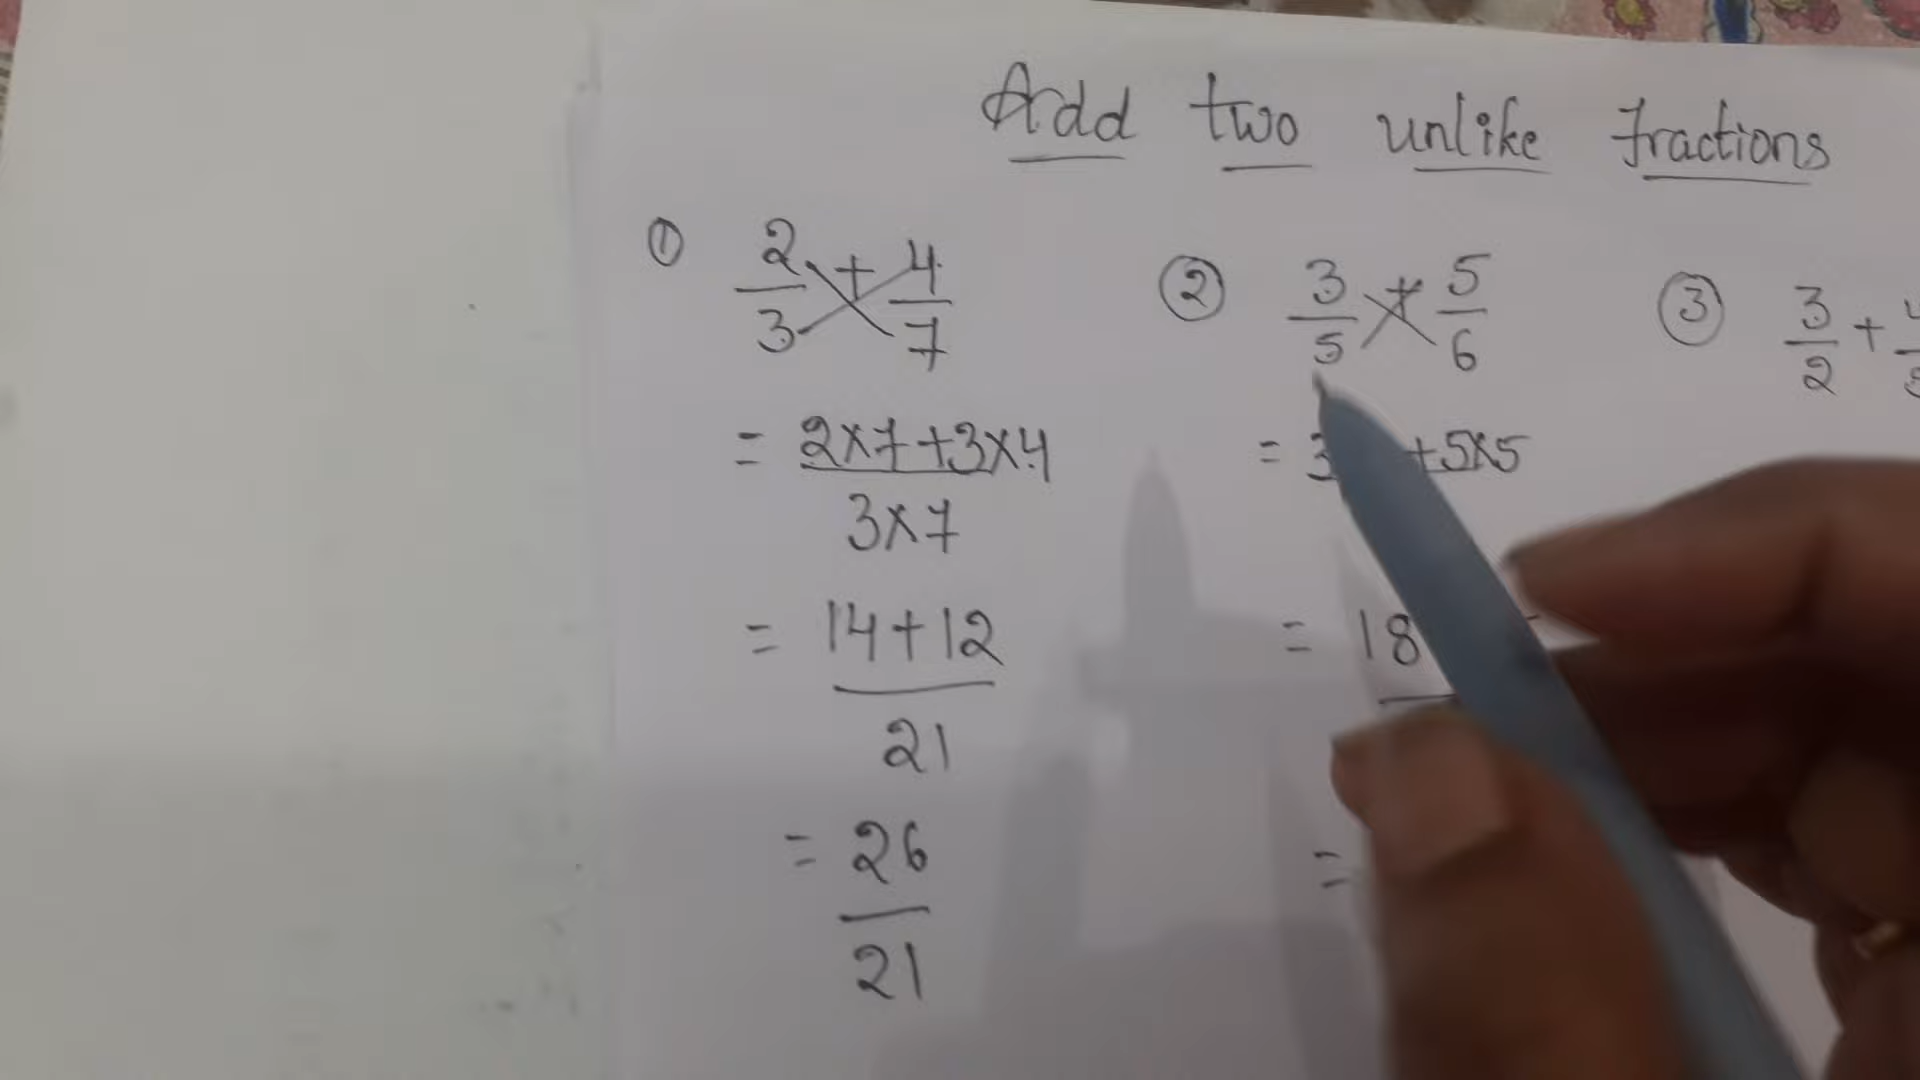 Add two unlike fractions
① 2/3 + 4/7
= 2×7+3×4 / 3×7
= 14+12 / 21
= 26 / 21
② 3/5 + 5/6
= 3 +5×5
= 18
=
③ 3/2 +